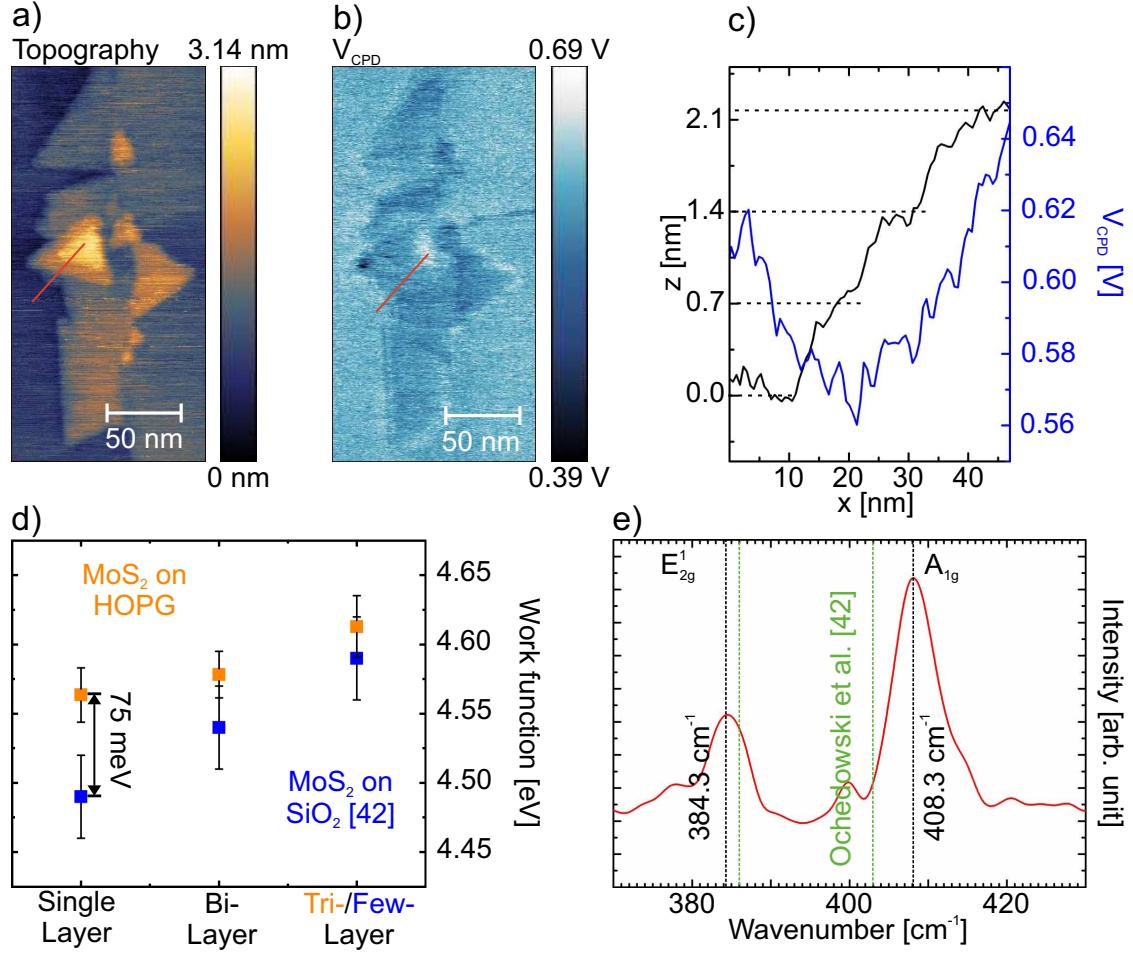 a)
Topography
3.14 nm
50 nm
0 nm
b)
V_CPD
0.69 V
50 nm
0.39 V
c)
z [nm]
2.1
1.4
0.7
0.0
10
20
30
40
x [nm]
0.64
0.62
0.60
0.58
0.56
V_CPD [V]
d)
MoS₂ on
HOPG
75 meV
MoS₂ on
SiO₂ [42]
4.65
4.60
4.55
4.50
4.45
Work function [eV]
Single
Layer
Bi-
Layer
Tri-/Few-
Layer
e)
E¹₂g
A₁g
384.3 cm⁻¹
Ochedowski et al. [42]
408.3 cm⁻¹
Intensity [arb. unit]
380
400
420
Wavenumber [cm⁻¹]